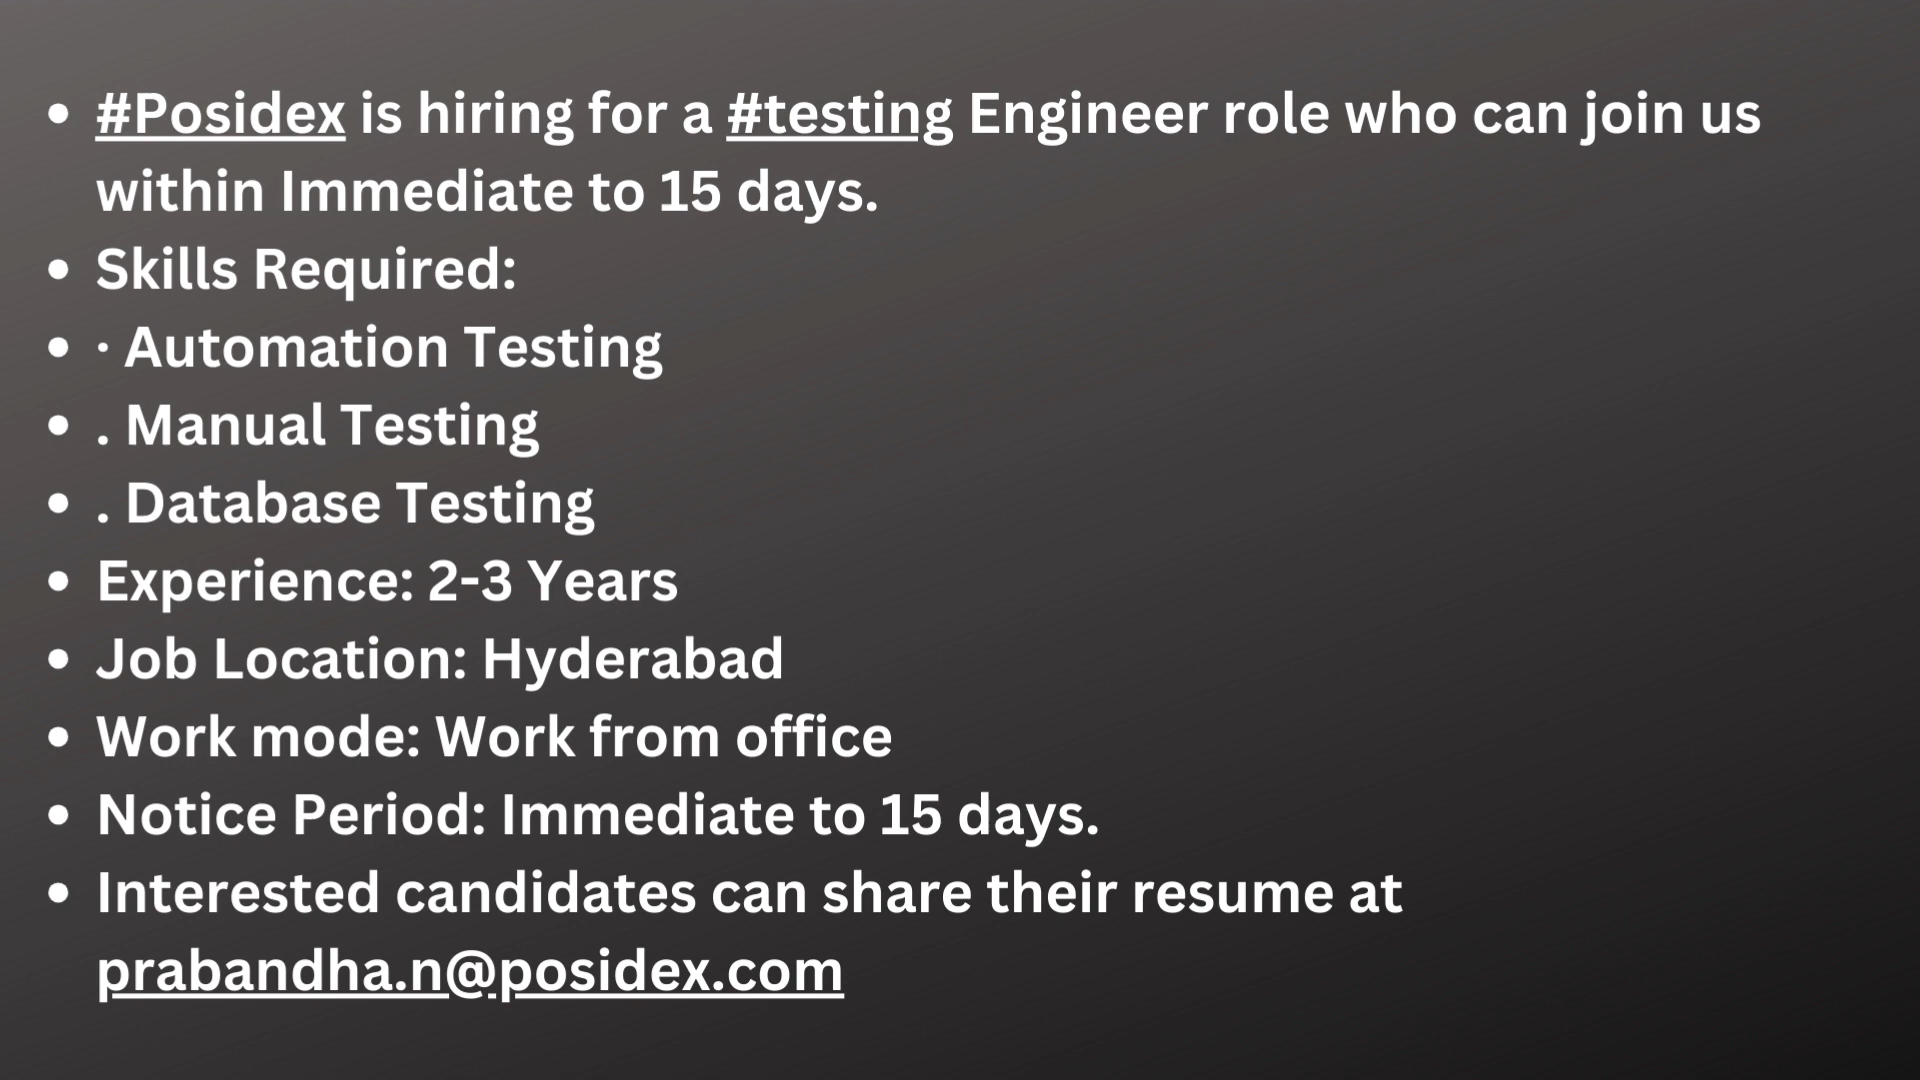 • #Posidex is hiring for a #testing Engineer role who can join us
within Immediate to 15 days.
• Skills Required:
• · Automation Testing
• . Manual Testing
• . Database Testing
• Experience: 2-3 Years
• Job Location: Hyderabad
• Work mode: Work from office
• Notice Period: Immediate to 15 days.
• Interested candidates can share their resume at
prabandha.n@posidex.com